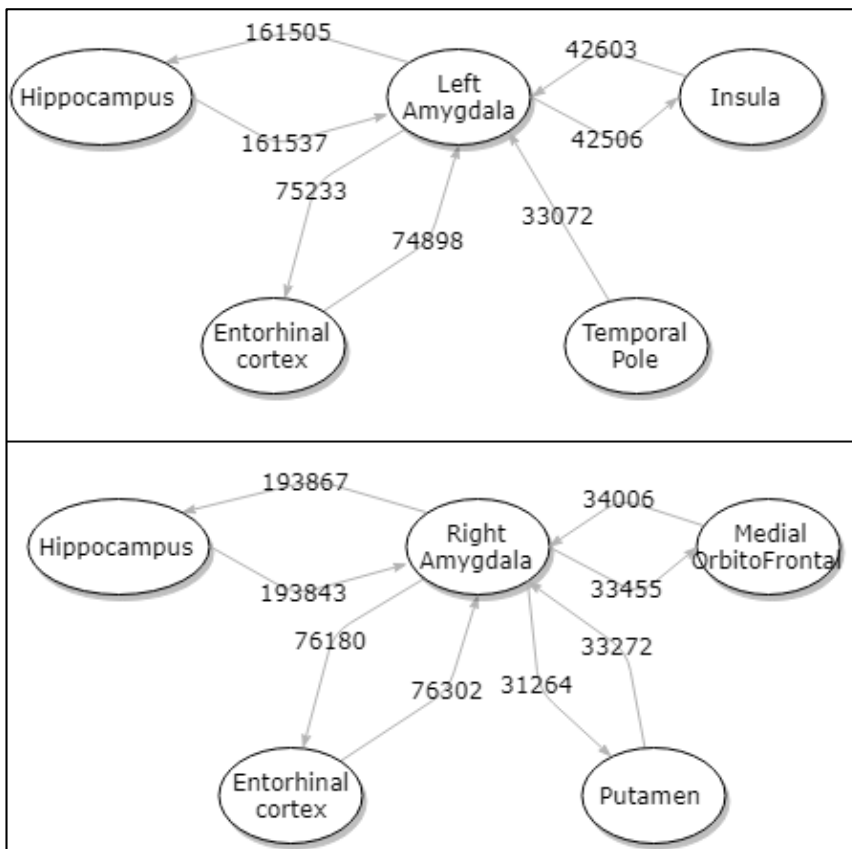 161505
42603
Hippocampus
Left
Amygdala
Insula
161537
42506
75233
33072
74898
Entorhinal
cortex
Temporal
Pole
193867
34006
Hippocampus
Right
Amygdala
Medial
OrbitoFrontal
193843
33455
76180
33272
76302
31264
Entorhinal
cortex
Putamen